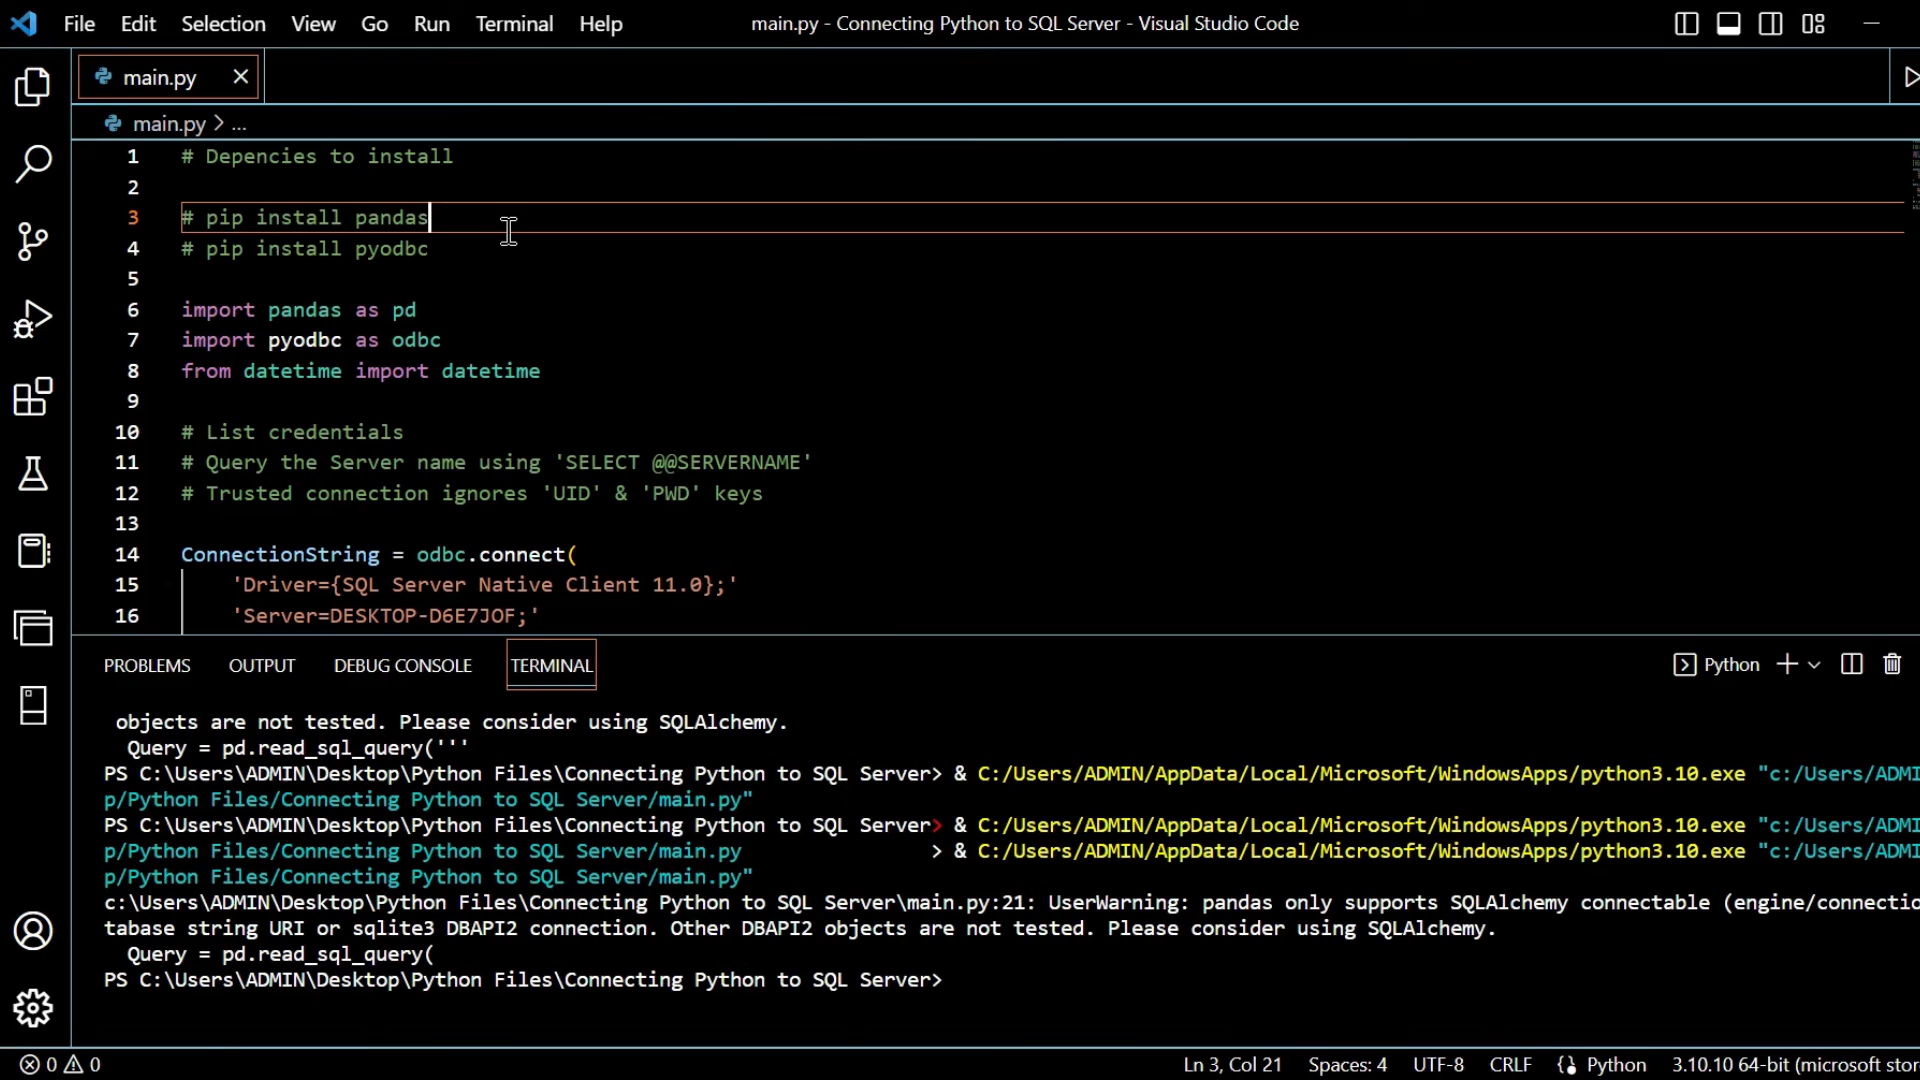 File Edit Selection View Go Run Terminal Help main.py - Connecting Python to SQL Server - Visual Studio Code
main.py
main.py > ...
1 # Depencies to install
2
3 # pip install pandas
4 # pip install pyodbc
5
6 import pandas as pd
7 import pyodbc as odbc
8 from datetime import datetime
9
10 # List credentials
11 # Query the Server name using 'SELECT @@SERVERNAME'
12 # Trusted connection ignores 'UID' & 'PWD' keys
13
14 ConnectionString = odbc.connect(
15 'Driver={SQL Server Native Client 11.0};'
16 'Server=DESKTOP-D6E7JOF;'
PROBLEMS OUTPUT DEBUG CONSOLE TERMINAL Python
objects are not tested. Please consider using SQLAlchemy.
Query = pd.read_sql_query('''
PS C:\Users\ADMIN\Desktop\Python Files\Connecting Python to SQL Server> & C:/Users/ADMIN/AppData/Local/Microsoft/WindowsApps/python3.10.exe "c:/Users/ADMI
p/Python Files/Connecting Python to SQL Server/main.py"
PS C:\Users\ADMIN\Desktop\Python Files\Connecting Python to SQL Server> & C:/Users/ADMIN/AppData/Local/Microsoft/WindowsApps/python3.10.exe "c:/Users/ADMI
p/Python Files/Connecting Python to SQL Server/main.py > & C:/Users/ADMIN/AppData/Local/Microsoft/WindowsApps/python3.10.exe "c:/Users/ADMI
p/Python Files/Connecting Python to SQL Server/main.py"
c:\Users\ADMIN\Desktop\Python Files\Connecting Python to SQL Server\main.py:21: UserWarning: pandas only supports SQLAlchemy connectable (engine/connectio
tabase string URI or sqlite3 DBAPI2 connection. Other DBAPI2 objects are not tested. Please consider using SQLAlchemy.
Query = pd.read_sql_query(
PS C:\Users\ADMIN\Desktop\Python Files\Connecting Python to SQL Server>
0 0 Ln 3, Col 21 Spaces: 4 UTF-8 CRLF Python 3.10.10 64-bit (microsoft stor